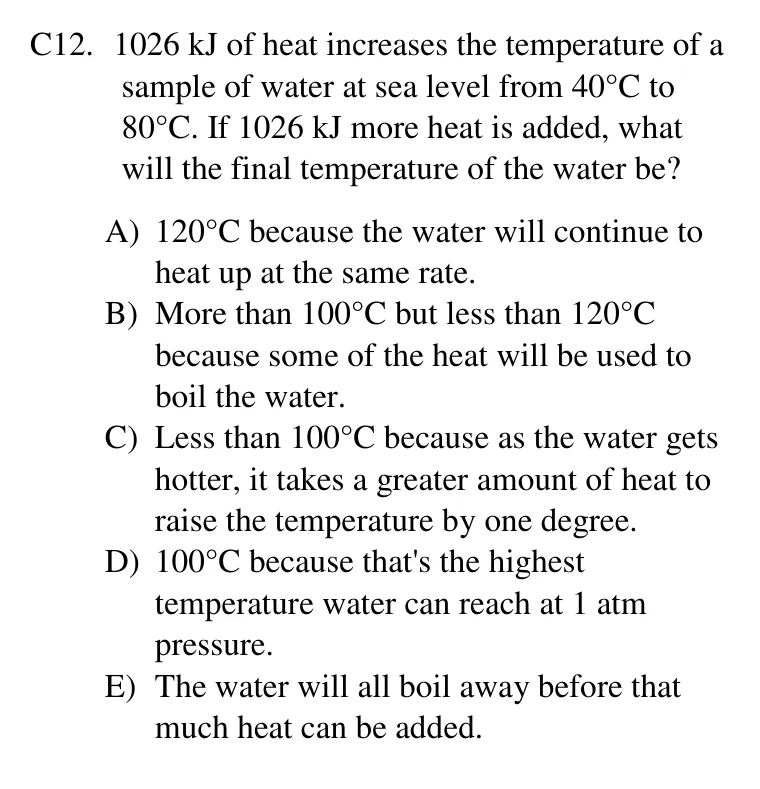 C12. 1026 kJ of heat increases the temperature of a
sample of water at sea level from 40°C to
80°C. If 1026 kJ more heat is added, what
will the final temperature of the water be?
A) 120°C because the water will continue to
heat up at the same rate.
B) More than 100°C but less than 120°C
because some of the heat will be used to
boil the water.
C) Less than 100°C because as the water gets
hotter, it takes a greater amount of heat to
raise the temperature by one degree.
D) 100°C because that's the highest
temperature water can reach at 1 atm
pressure.
E) The water will all boil away before that
much heat can be added.